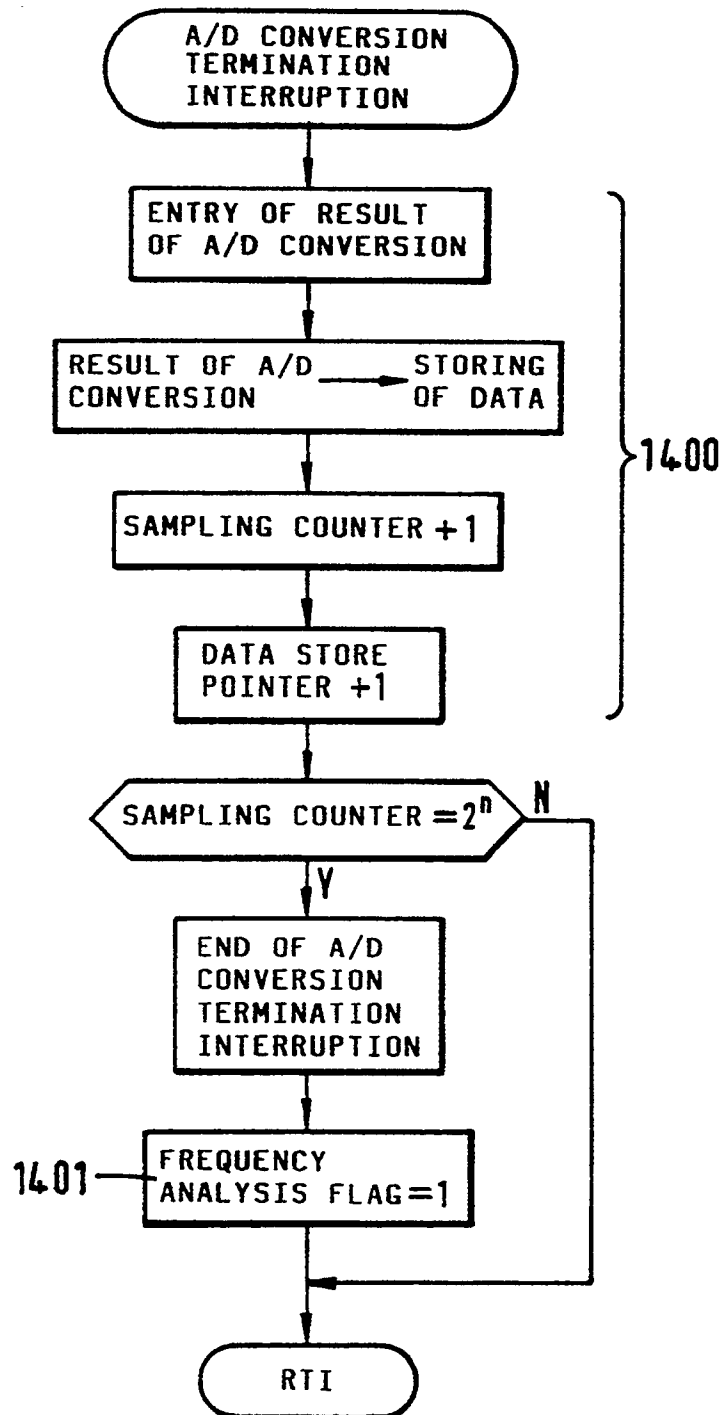 A/D CONVERSION
TERMINATION
INTERRUPTION
ENTRY OF RESULT
OF A/D CONVERSION
RESULT OF A/D
CONVERSION
STORING
OF DATA
1400
SAMPLING COUNTER +1
DATA STORE
POINTER +1
SAMPLING COUNTER = 2ⁿ
N
Y
END OF A/D
CONVERSION
TERMINATION
INTERRUPTION
1401
FREQUENCY
ANALYSIS FLAG = 1
RTI